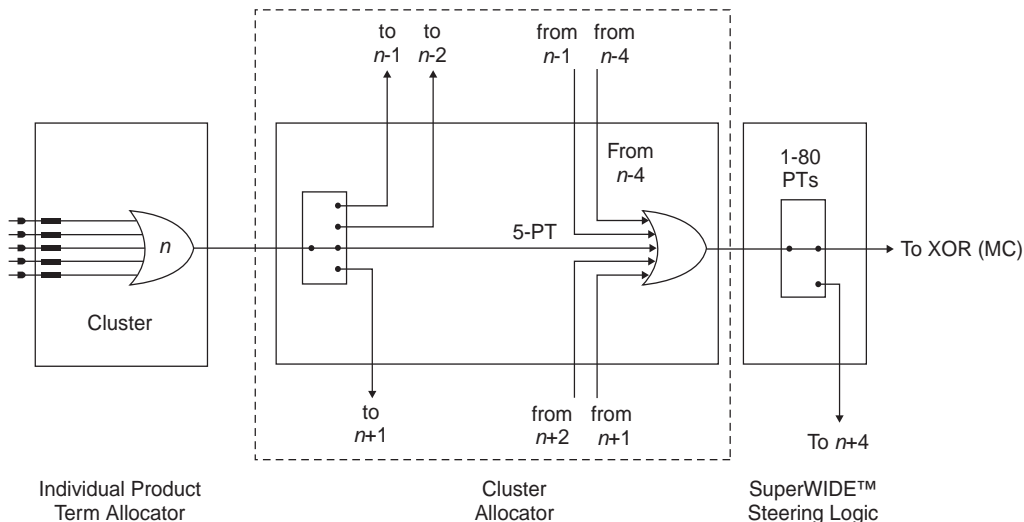 to
n-1
to
n-2
from
n-1
from
n-4
From
n-4
1-80
PTs
n
5-PT
To XOR (MC)
Cluster
to
n+1
from
n+2
from
n+1
To n+4
Individual Product
Term Allocator
Cluster
Allocator
SuperWIDE™
Steering Logic